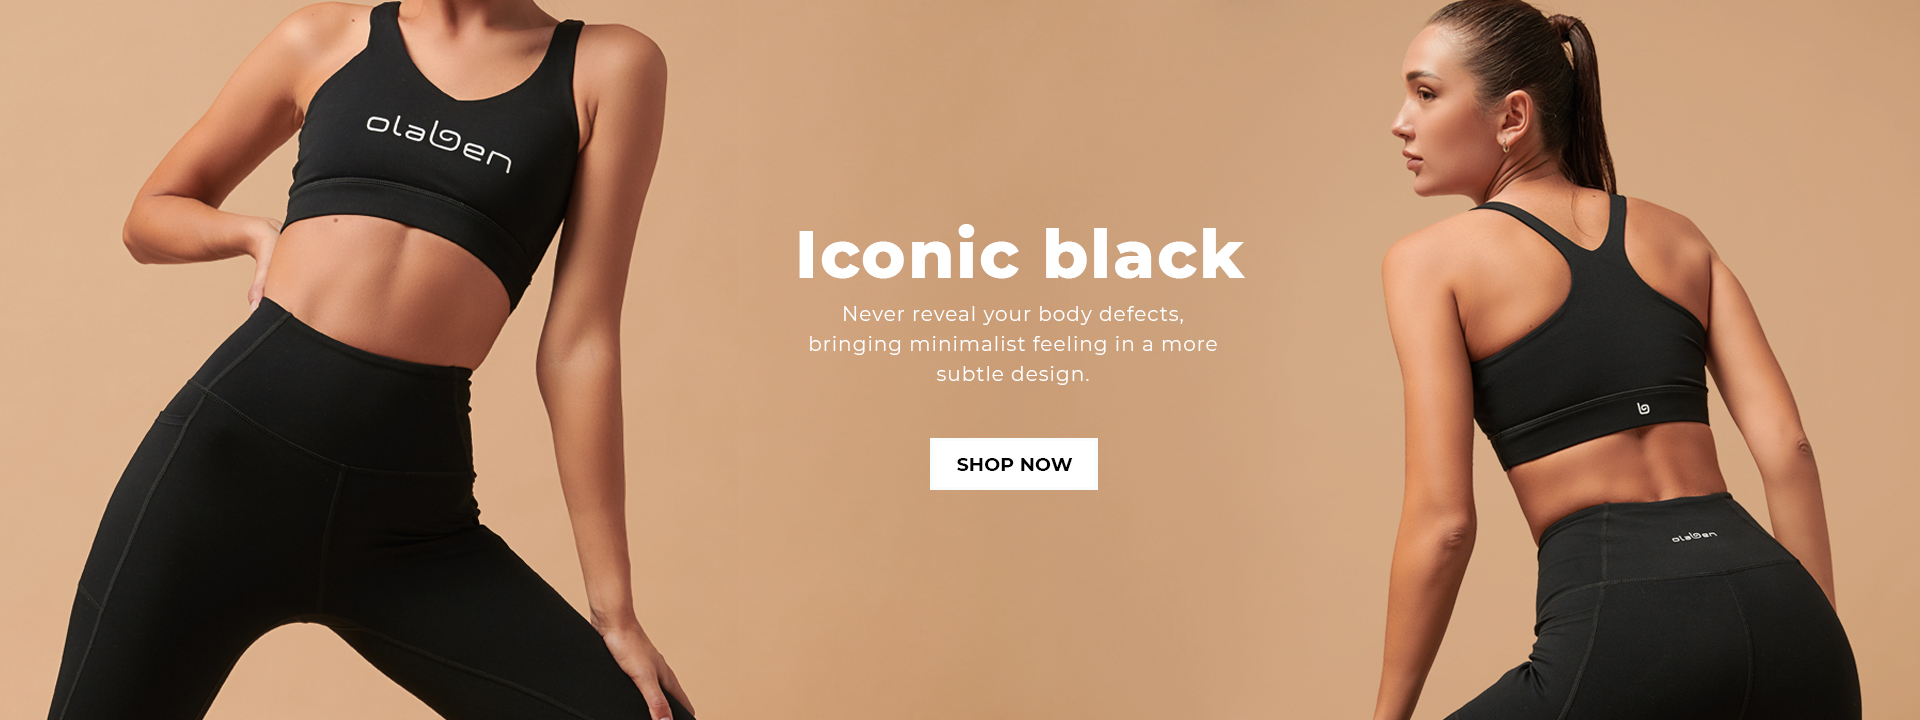 olaben
Iconic black
Never reveal your body defects,
bringing minimalist feeling in a more
subtle design.
SHOP NOW
b
olaben